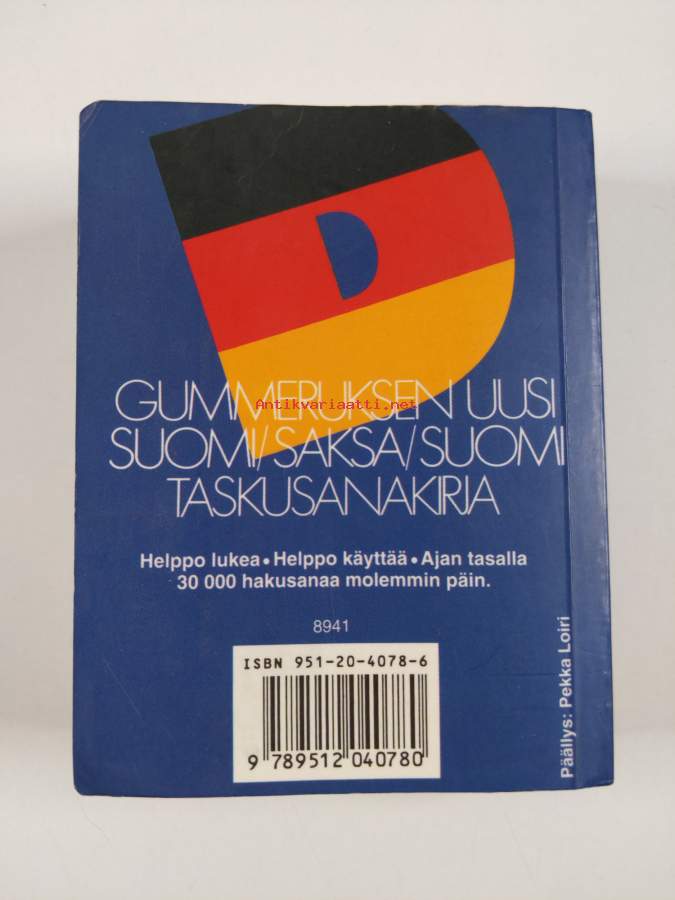 D
GUMMERUKSEN UUSI
Antikvariaatti.net
SUOMI/SAKSA/SUOMI
TASKUSANAKIRJA
Helppo lukea • Helppo käyttää • Ajan tasalla
30 000 hakusanaa molemmin päin.
8941
ISBN 951-20-4078-6
9 789512 040780
Päällys: Pekka Loiri